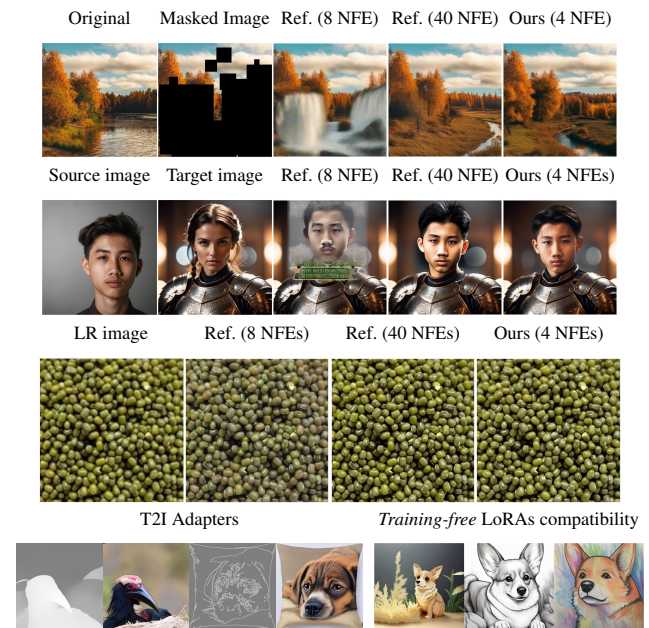 Original Masked Image Ref. (8 NFE) Ref. (40 NFE) Ours (4 NFE)
Source image Target image Ref. (8 NFE) Ref. (40 NFE) Ours (4 NFEs)
LR image Ref. (8 NFEs) Ref. (40 NFEs) Ours (4 NFEs)
T2I Adapters Training-free LoRAs compatibility